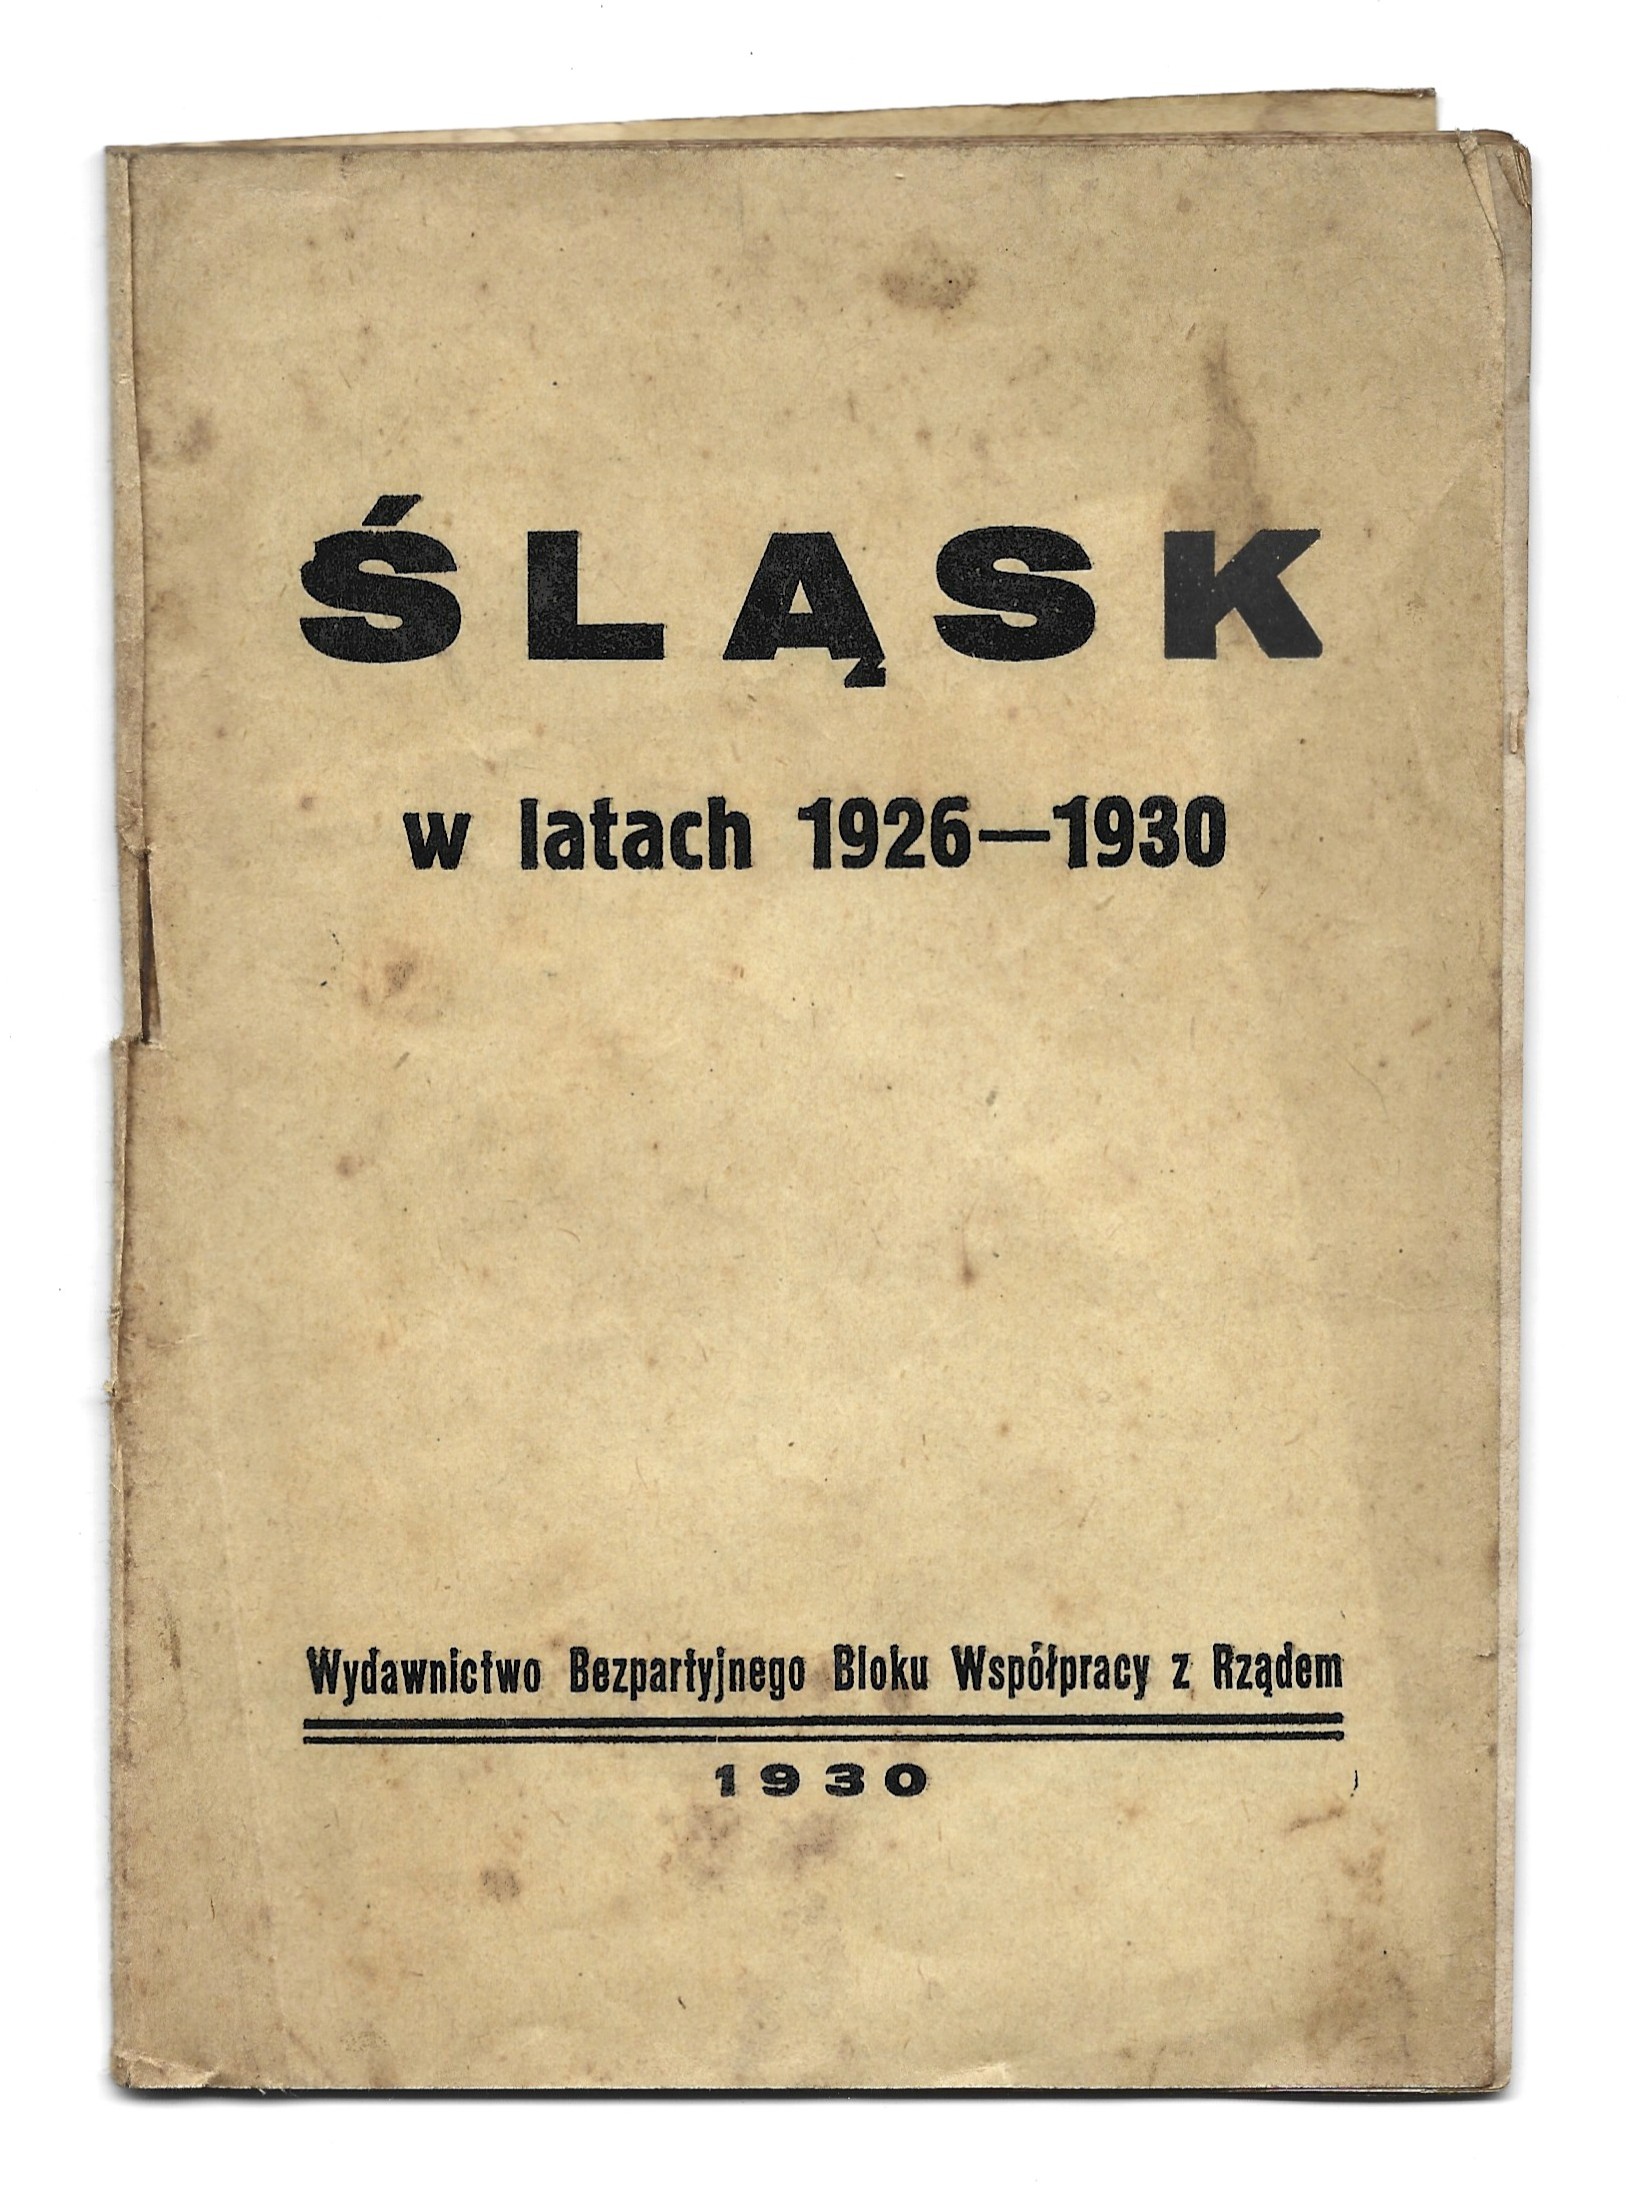 ŚLĄSK
w latach 1926—1930
Wydawnictwo Bezpartyjnego Bloku Współpracy z Rządem
1930